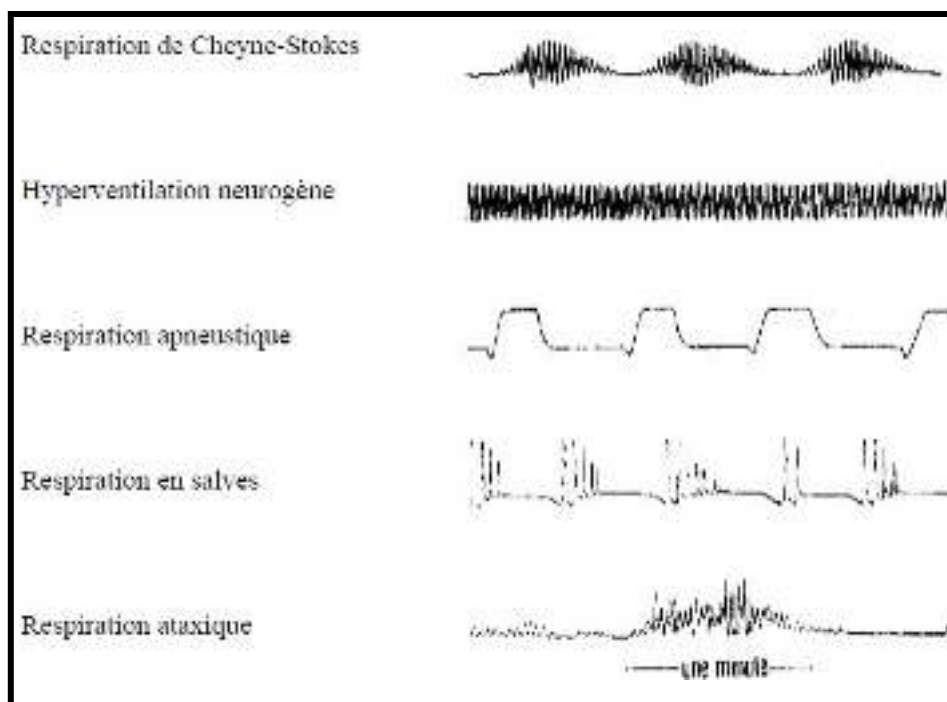 Respiration de Cheyne-Stokes
Hyperventilation neurogène
Respiration apneustique
Respiration en salves
Respiration ataxique
une minute